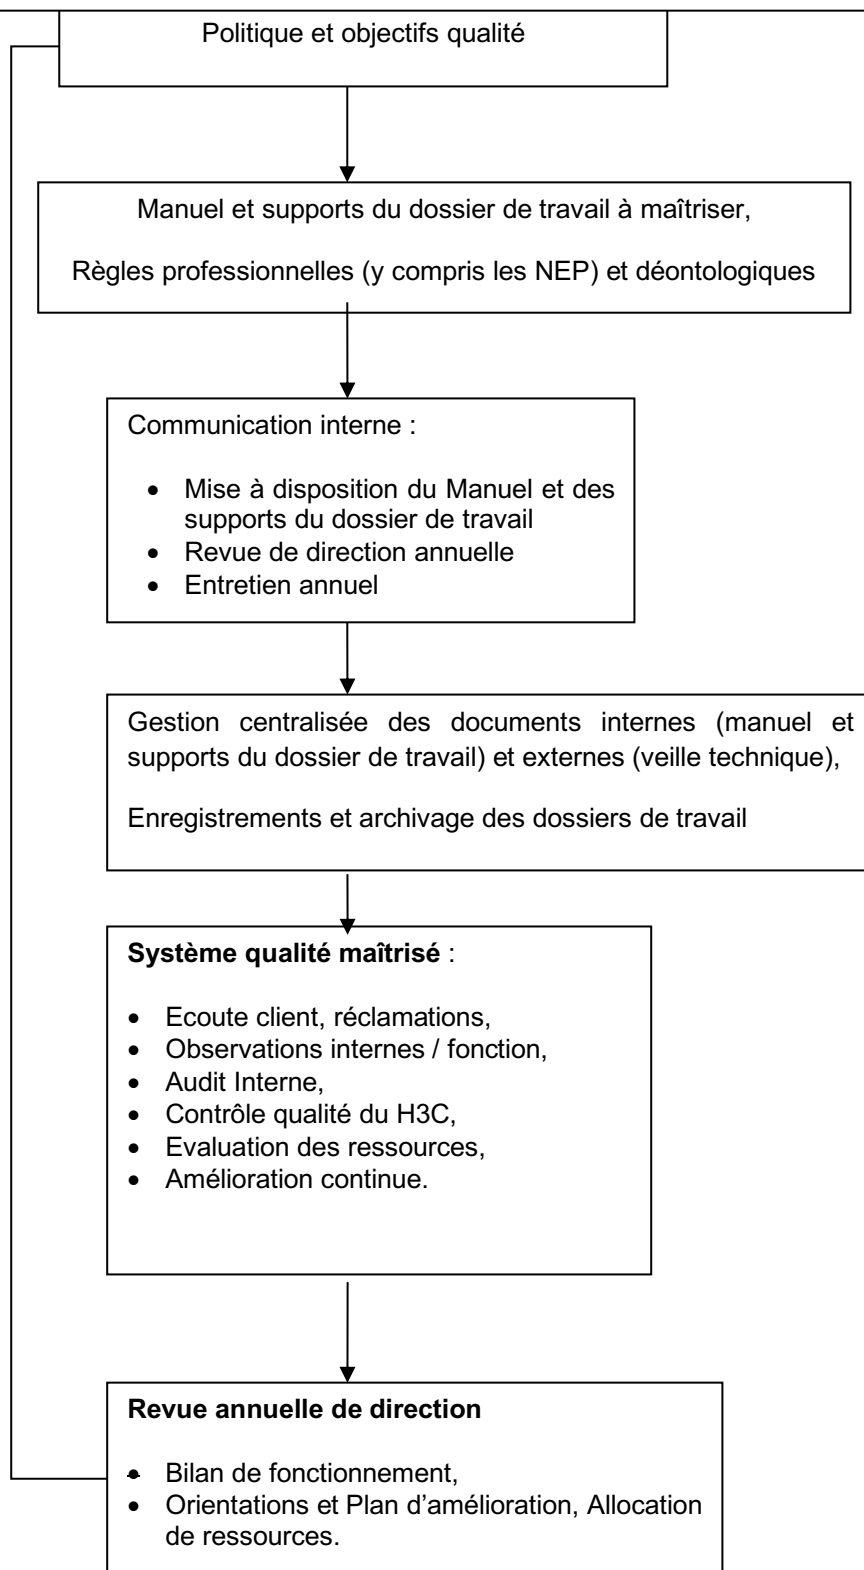 Politique et objectifs qualité
Manuel et supports du dossier de travail à maîtriser,
Règles professionnelles (y compris les NEP) et déontologiques
Communication interne :
• Mise à disposition du Manuel et des
supports du dossier de travail
• Revue de direction annuelle
• Entretien annuel
Gestion centralisée des documents internes (manuel et
supports du dossier de travail) et externes (veille technique),
Enregistrements et archivage des dossiers de travail
Système qualité maîtrisé :
• Ecoute client, réclamations,
• Observations internes / fonction,
• Audit Interne,
• Contrôle qualité du H3C,
• Evaluation des ressources,
• Amélioration continue.
Revue annuelle de direction
• Bilan de fonctionnement,
• Orientations et Plan d’amélioration, Allocation
de ressources.